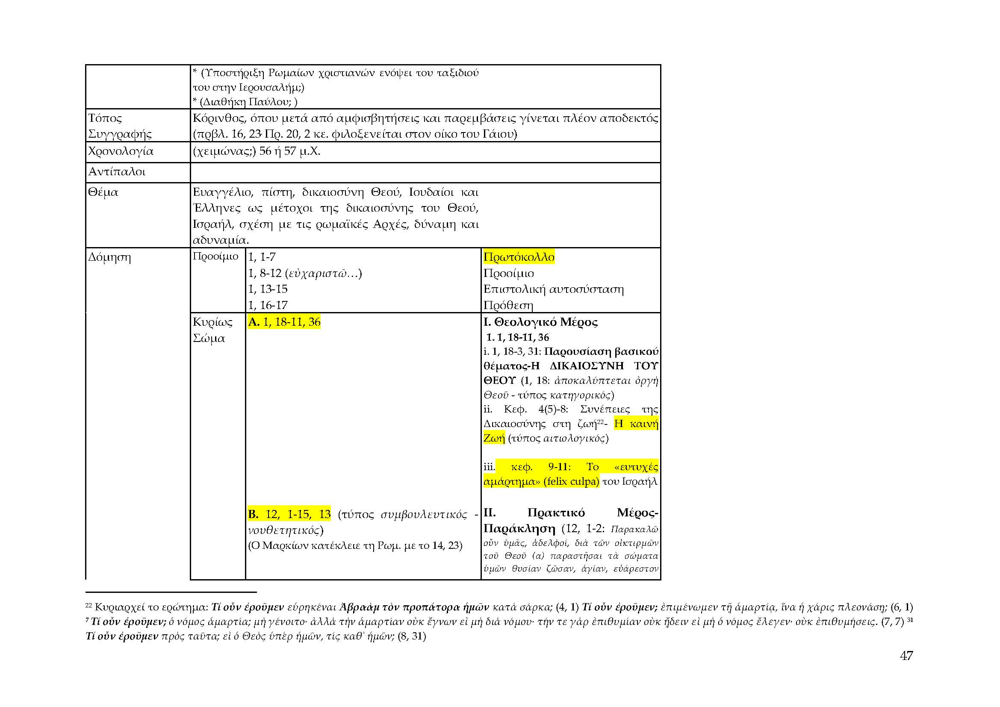 * (Υποστήριξη Ρωμαίων χριστιανών ενόψει του ταξιδιού
του στην Ιερουσαλήμ;)
* (Διαθήκη Παύλου; )
Τόπος
Συγγραφής
Κόρινθος, όπου μετά από αμφισβητήσεις και παρεμβάσεις γίνεται πλέον αποδεκτός
(πρβλ. 16, 23· Πρ. 20, 2 κε. φιλοξενείται στον οίκο του Γάιου)
Χρονολογία
(χειμώνας;) 56 ή 57 μ.Χ.
Αντίπαλοι
Θέμα
Ευαγγέλιο, πίστη, δικαιοσύνη Θεού, Ιουδαίοι και
Έλληνες ως μέτοχοι της δικαιοσύνης του Θεού,
Ισραήλ, σχέση με τις ρωμαϊκές Αρχές, δύναμη και
αδυναμία.
Δόμηση
Προοίμιο
1, 1-7
1, 8-12 (εὐχαριστῶ…)
1, 13-15
1, 16-17
Πρωτόκολλο
Προοίμιο
Επιστολική αυτοσύσταση
Πρόθεση
Κυρίως
Σώμα
Α. 1, 18-11, 36
Β. 12, 1-15, 13 (τύπος συμβουλευτικός -
νουθετητικός)
(Ο Μαρκίων κατέκλειε τη Ρωμ. με το 14, 23)
Ι. Θεολογικό Μέρος
1. 1, 18-11, 36
i. 1, 18-3, 31: Παρουσίαση βασικού
θέματος-Η ΔΙΚΑΙΟΣΥΝΗ ΤΟΥ
ΘΕΟΥ (1, 18: ἀποκαλύπτεται ὀργὴ
Θεοῦ - τύπος κατηγορικός)
ii. Κεφ. 4(5)-8: Συνέπειες της
Δικαιοσύνης στη ζωή²²- Η καινή
Ζωή (τύπος αιτιολογικός)
iii. κεφ. 9-11: Το «ευτυχές
αμάρτημα» (felix culpa) του Ισραήλ
ΙΙ. Πρακτικό Μέρος-
Παράκληση (12, 1-2: Παρακαλῶ
οὖν ὑμᾶς, ἀδελφοί, διὰ τῶν οἰκτιρμῶν
τοῦ Θεοῦ (α) παραστῆσαι τὰ σώματα
ὑμῶν θυσίαν ζῶσαν, ἁγίαν, εὐάρεστον
²² Κυριαρχεί το ερώτημα: Τί οὖν ἐροῦμεν εὑρηκέναι Ἀβραὰμ τὸν προπάτορα ἡμῶν κατὰ σάρκα; (4, 1) Τί οὖν ἐροῦμεν; ἐπιμένωμεν τῇ ἁμαρτίᾳ, ἵνα ἡ χάρις πλεονάσῃ; (6, 1)
⁷ Τί οὖν ἐροῦμεν; ὁ νόμος ἁμαρτία; μὴ γένοιτο· ἀλλὰ τὴν ἁμαρτίαν οὐκ ἔγνων εἰ μὴ διὰ νόμου· τήν τε γὰρ ἐπιθυμίαν οὐκ ᾔδειν εἰ μὴ ὁ νόμος ἔλεγεν· οὐκ ἐπιθυμήσεις. (7, 7) ³¹
Τί οὖν ἐροῦμεν πρὸς ταῦτα; εἰ ὁ Θεὸς ὑπὲρ ἡμῶν, τίς καθ᾽ ἡμῶν; (8, 31)
47